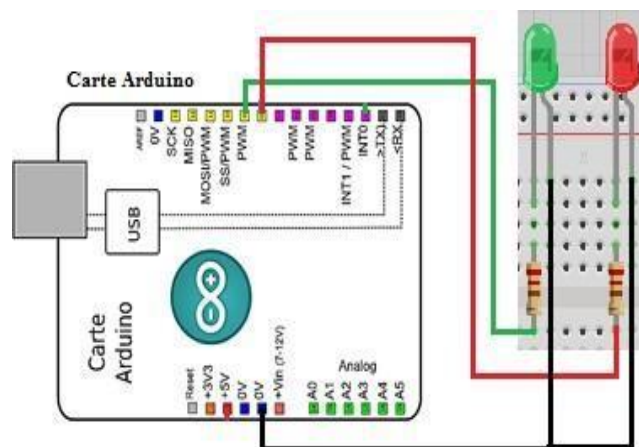 Carte Arduino
AREF
0V
SCK
MISO
MOSI/PWM
SS/PWM
PWM
PWM
PWM
INT1 / PWM
INT0
>TX
<RX
USB
Carte
Arduino
Reset
+3V3
+5V
0V
0V
+Vin (7-12V)
Analog
A0
A1
A2
A3
A4
A5